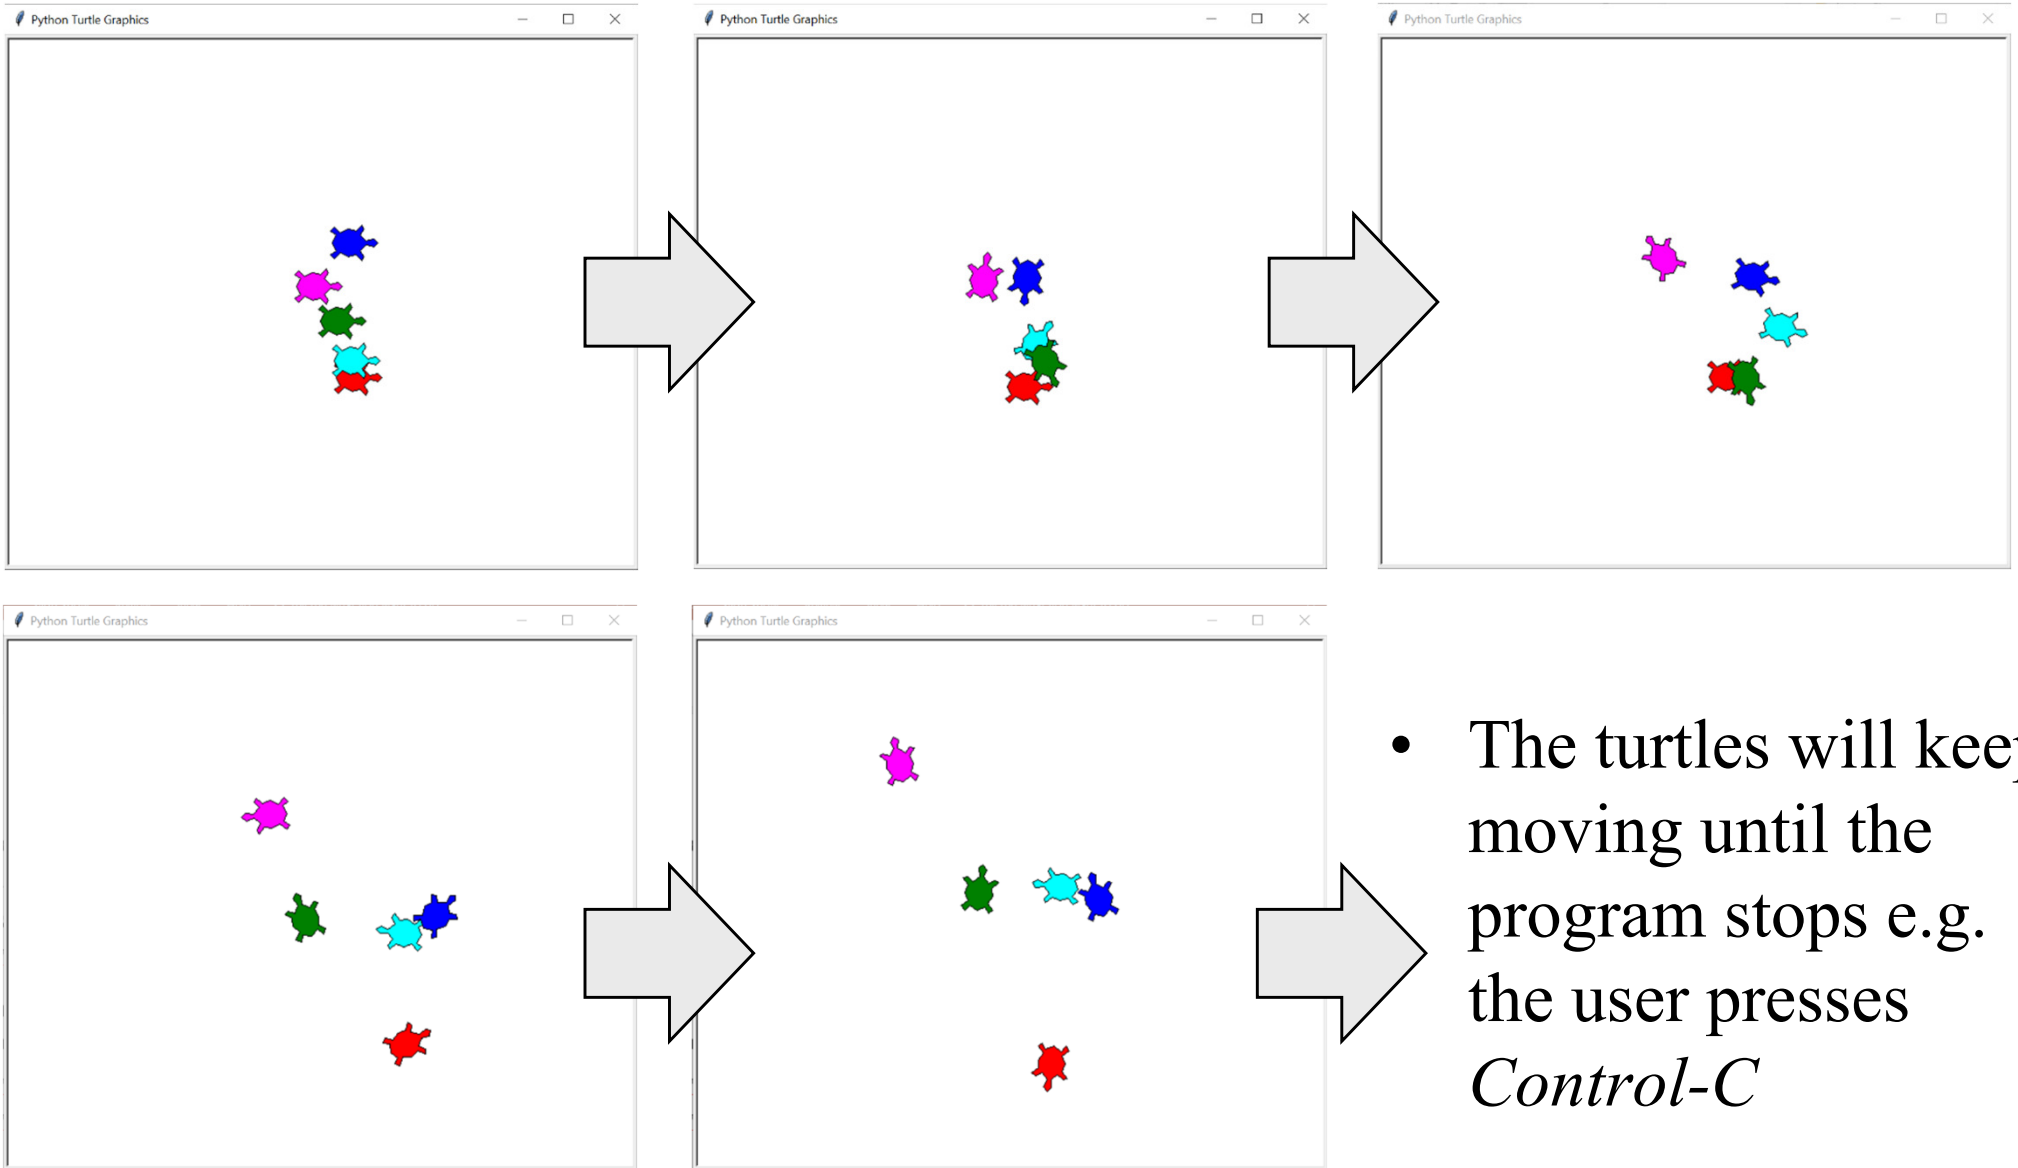 Python Turtle Graphics
Python Turtle Graphics
Python Turtle Graphics
Python Turtle Graphics
Python Turtle Graphics
• The turtles will keep
moving until the
program stops e.g.
the user presses
Control-C